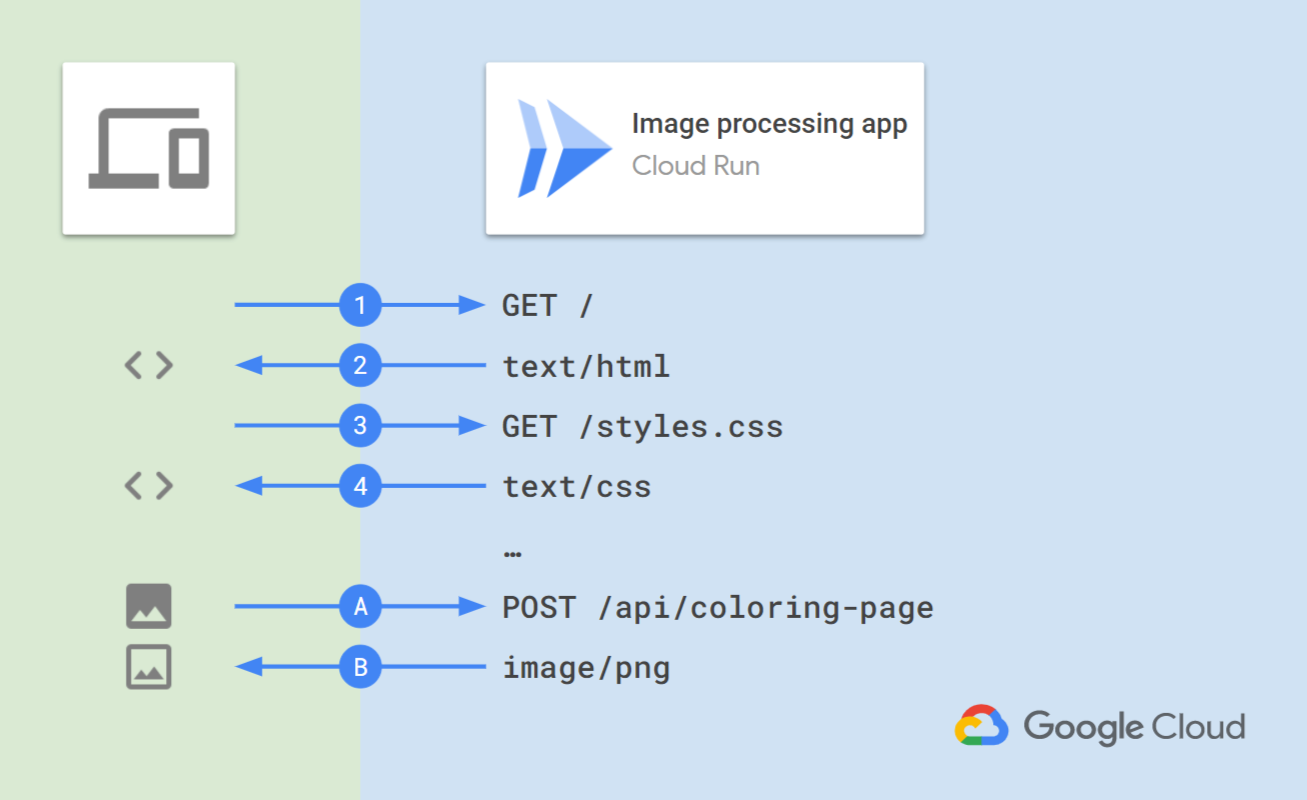 Image processing app
Cloud Run
1 GET /
2 text/html
3 GET /styles.css
4 text/css
…
A POST /api/coloring-page
B image/png
Google Cloud